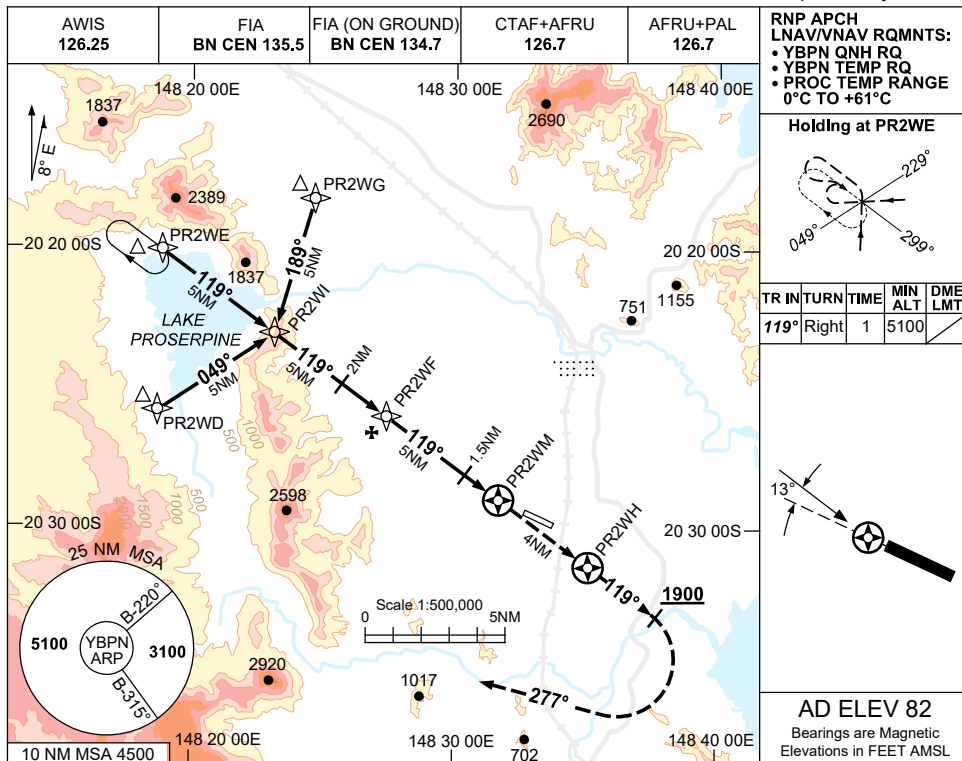 AWIS
126.25
FIA
BN CEN 135.5
FIA (ON GROUND)
BN CEN 134.7
CTAF+AFRU
126.7
AFRU+PAL
126.7
RNP APCH
LNAV/VNAV RQMNTS:
• YBPN QNH RQ
• YBPN TEMP RQ
• PROC TEMP RANGE
0°C TO +61°C
148 20 00E
148 30 00E
148 40 00E
1837
2690
8° E
2389
PR2WG
PR2WE
20 20 00S
20 20 00S
189°
5NM
1837
119°
5NM
PR2WI
LAKE
PROSERPINE
1155
751
049°
5NM
119°
5NM
2NM
PR2WD
PR2WF
500
1000
119°
5NM
1.5NM
PR2WM
500
1000
1500
2000
2598
20 30 00S
20 30 00S
4NM
PR2WH
119°
1900
25 NM MSA
B-220°
5100
YBPN
ARP
3100
B-315°
Scale 1:500,000
0
5NM
2920
1017
277°
702
10 NM MSA 4500
148 20 00E
148 30 00E
148 40 00E
Holding at PR2WE
229°
049°
299°
TR IN TURN TIME MIN ALT DME LMT
119° Right 1 5100
13°
AD ELEV 82
Bearings are Magnetic
Elevations in FEET AMSL